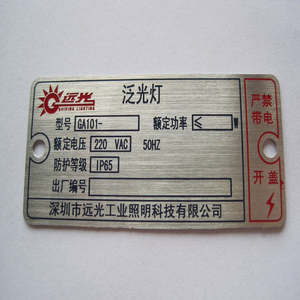 远光 泛光灯
SHINING LIGHTING
型号 GA101- 额定功率 ≤ W
额定电压 220 VAC 50HZ
防护等级 IP65
出厂编号
深圳市远光工业照明科技有限公司
严禁
带电
开盖